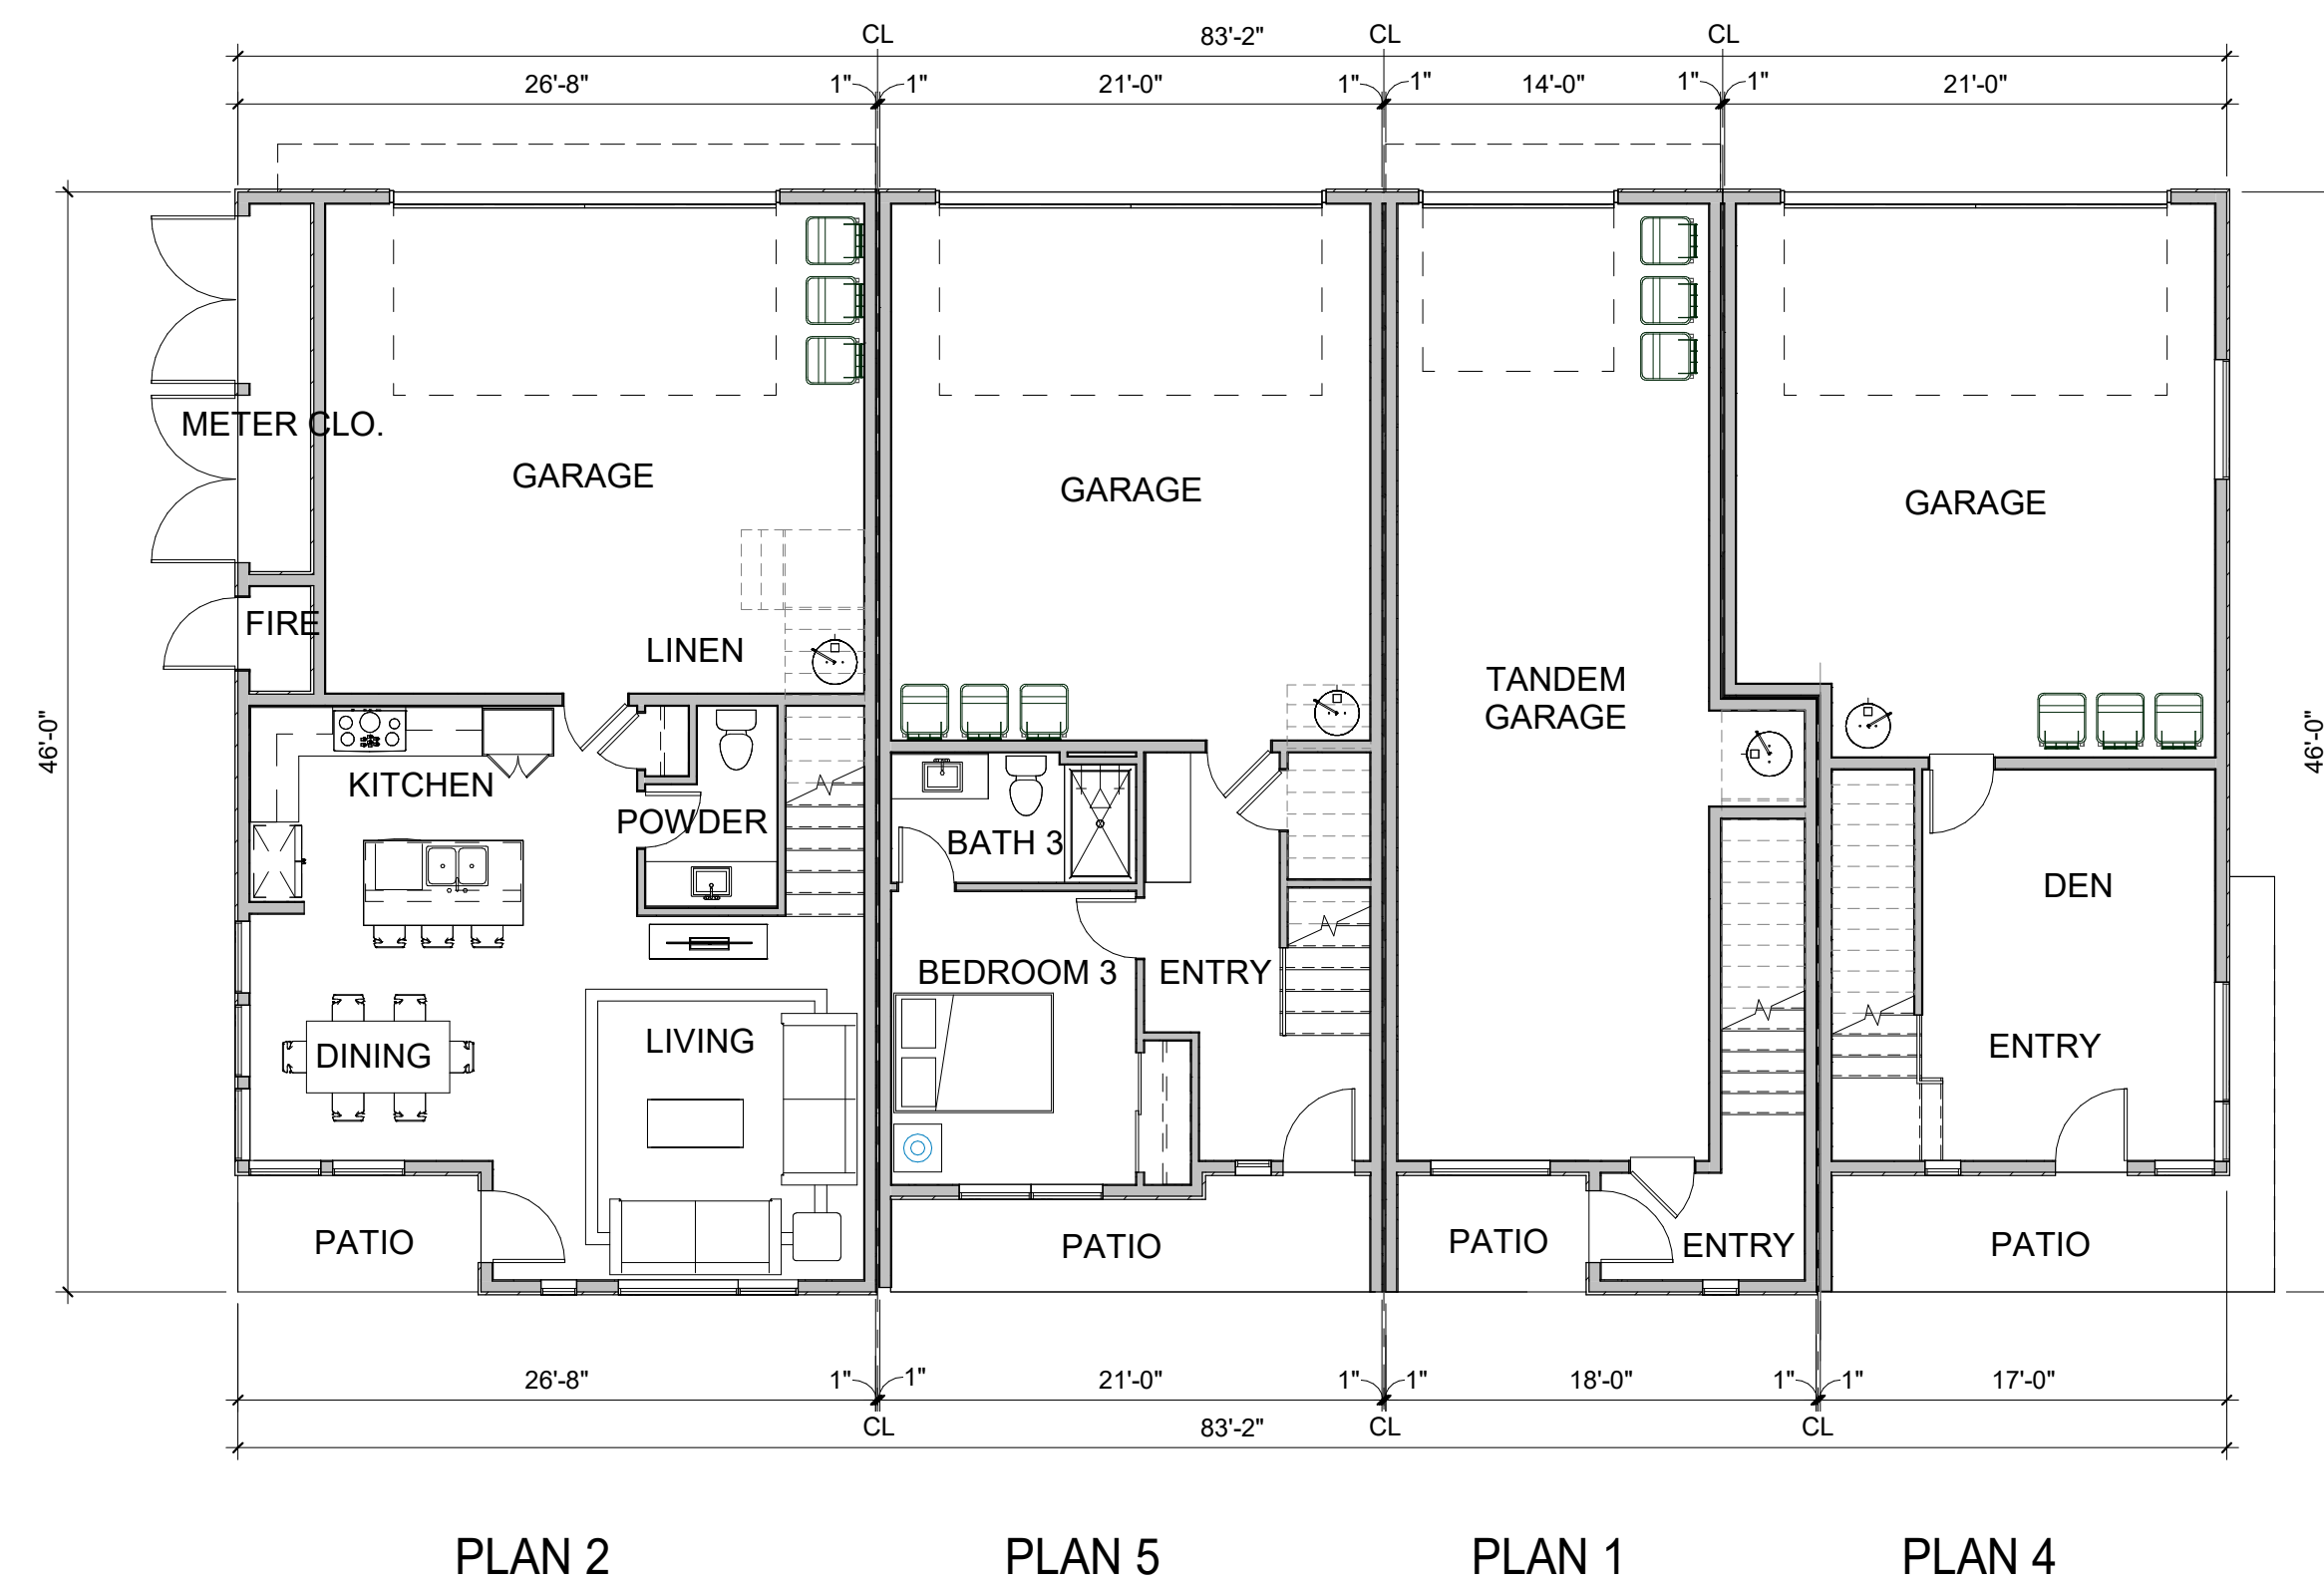 CL 83'-2" CL CL
26'-8" 1" 1" 21'-0" 1" 1" 14'-0" 1" 1" 21'-0"
METER CLO.
GARAGE
GARAGE
GARAGE
FIRE
LINEN
TANDEM
GARAGE
46'-0"
46'-0"
KITCHEN
POWDER
BATH 3
DEN
BEDROOM 3
ENTRY
LIVING
DINING
ENTRY
PATIO
PATIO
PATIO
ENTRY
PATIO
26'-8" 1" 1" 21'-0" 1" 1" 18'-0" 1" 1" 17'-0"
CL 83'-2" CL CL
PLAN 2
PLAN 5
PLAN 1
PLAN 4